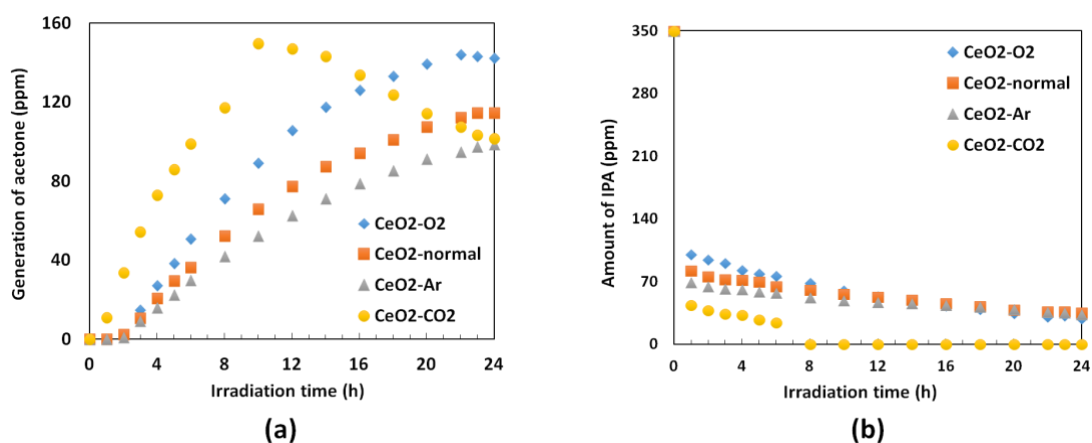 160
120
80
40
0
Generation of acetone (ppm)
CeO2-O2
CeO2-normal
CeO2-Ar
CeO2-CO2
0 4 8 12 16 20 24
Irradiation time (h)
(a)
350
280
210
140
70
0
Amount of IPA (ppm)
CeO2-O2
CeO2-normal
CeO2-Ar
CeO2-CO2
0 4 8 12 16 20 24
Irradiation time (h)
(b)